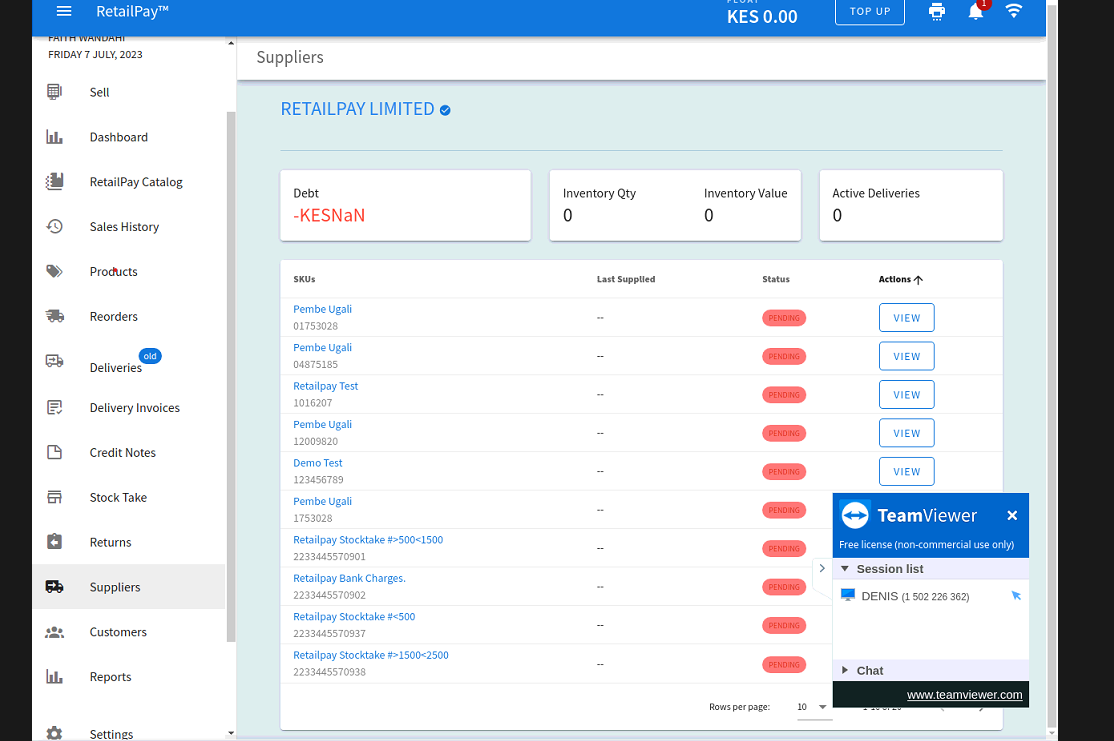 RetailPay™
FLOAT
KES 0.00
TOP UP
1
FAITH WANDAHI
FRIDAY 7 JULY, 2023
Sell
Dashboard
RetailPay Catalog
Sales History
Products
Reorders
Deliveries old
Delivery Invoices
Credit Notes
Stock Take
Returns
Suppliers
Customers
Reports
Settings
Suppliers
RETAILPAY LIMITED
Debt
-KESNaN
Inventory Qty Inventory Value
0 0
Active Deliveries
0
SKUs Last Supplied Status Actions
Pembe Ugali
01753028 -- PENDING VIEW
Pembe Ugali
04875185 -- PENDING VIEW
Retailpay Test
1016207 -- PENDING VIEW
Pembe Ugali
12009820 -- PENDING VIEW
Demo Test
123456789 -- PENDING VIEW
Pembe Ugali
1753028 -- PENDING
Retailpay Stocktake #>500<1500
2233445570901 -- PENDING
Retailpay Bank Charges.
2233445570902 -- PENDING
Retailpay Stocktake #<500
2233445570937 -- PENDING
Retailpay Stocktake #>1500<2500
2233445570938 -- PENDING
Rows per page: 10
TeamViewer
Free license (non-commercial use only)
Session list
DENIS (1 502 226 362)
Chat
www.teamviewer.com